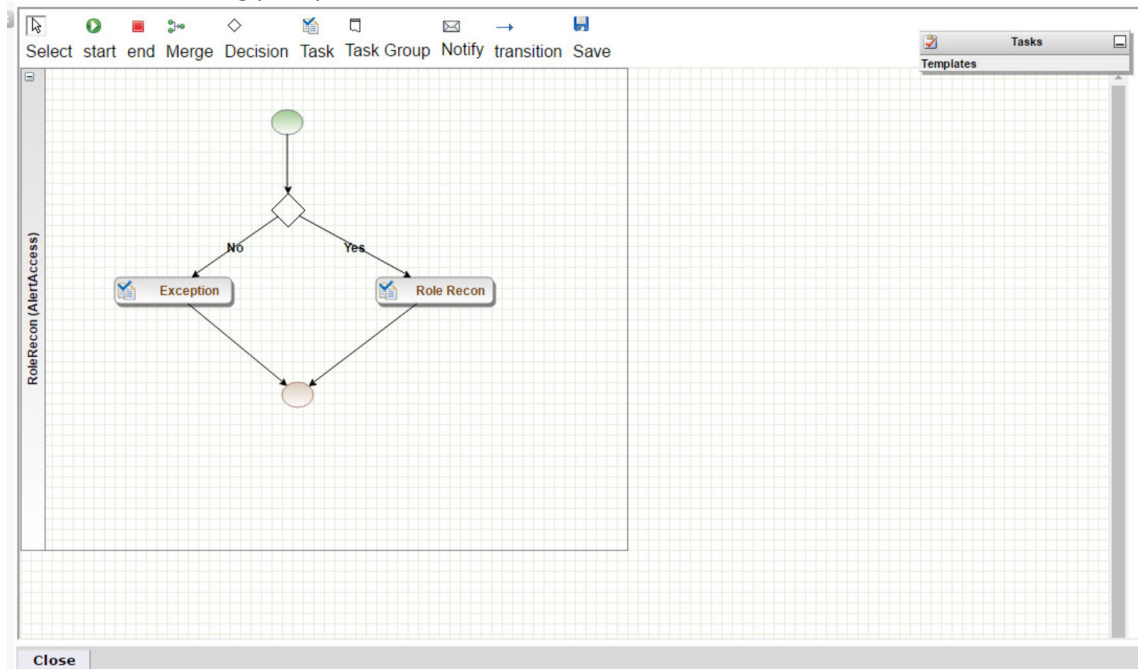 Select start end Merge Decision Task Task Group Notify transition Save
Tasks
Templates
RoleRecon (AlertAccess)
No Yes
Exception Role Recon
Close